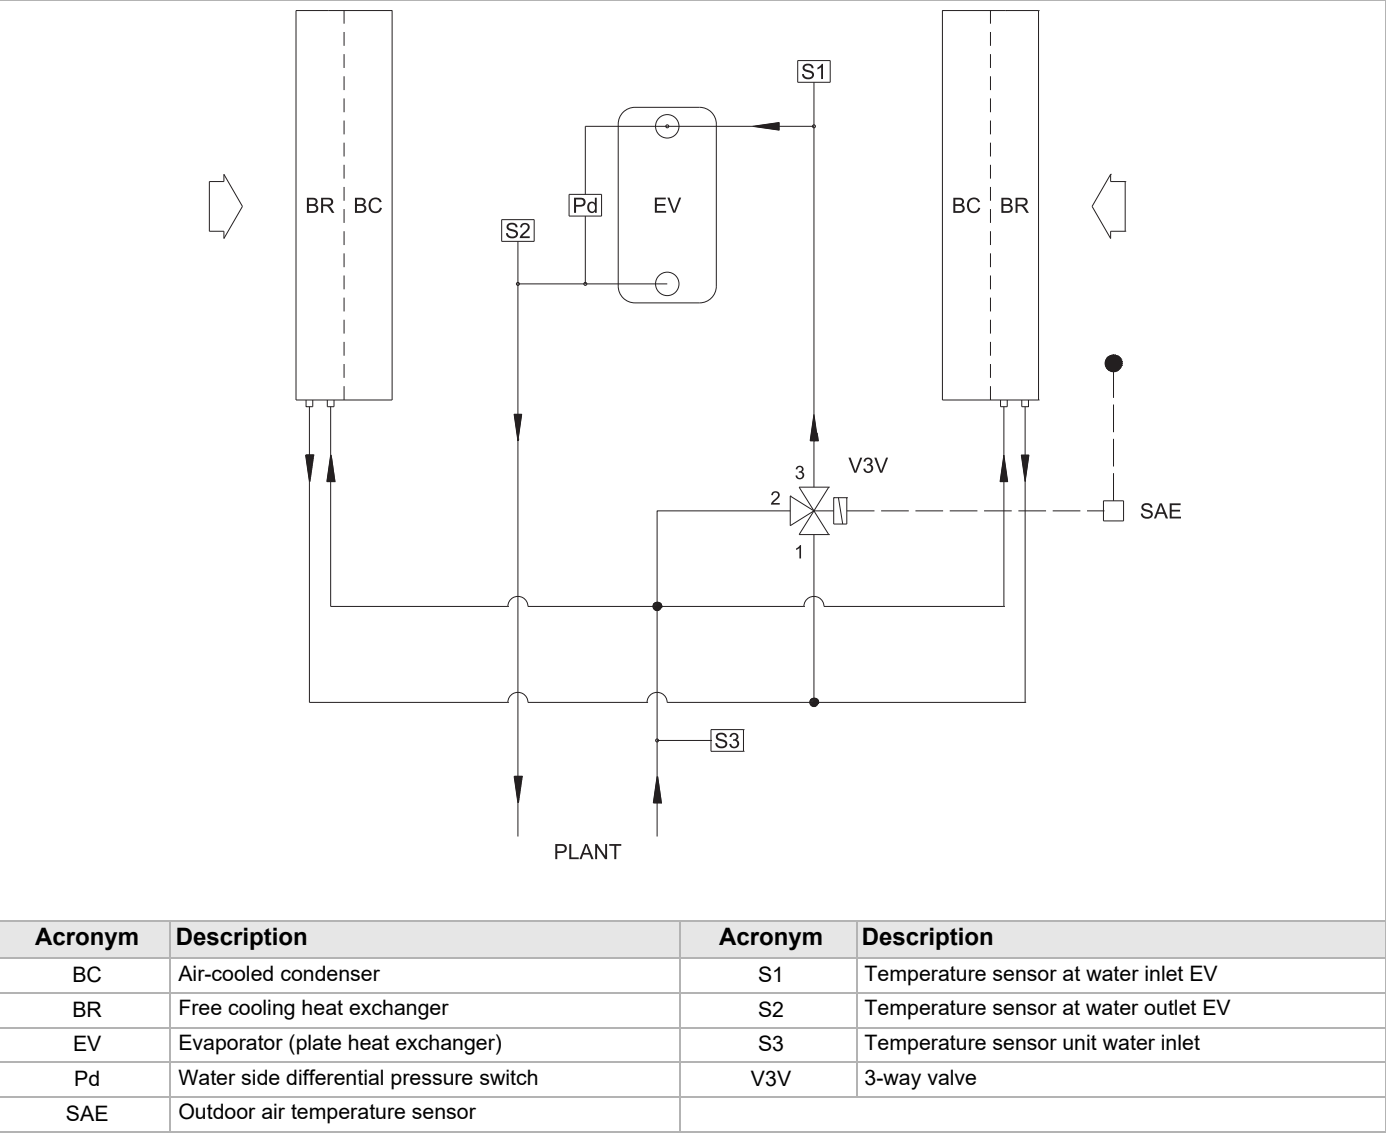 S1
BR BC
Pd
EV
BC BR
S2
3
V3V
2
SAE
1
S3
PLANT
Acronym Description Acronym Description
BC Air-cooled condenser S1 Temperature sensor at water inlet EV
BR Free cooling heat exchanger S2 Temperature sensor at water outlet EV
EV Evaporator (plate heat exchanger) S3 Temperature sensor unit water inlet
Pd Water side differential pressure switch V3V 3-way valve
SAE Outdoor air temperature sensor